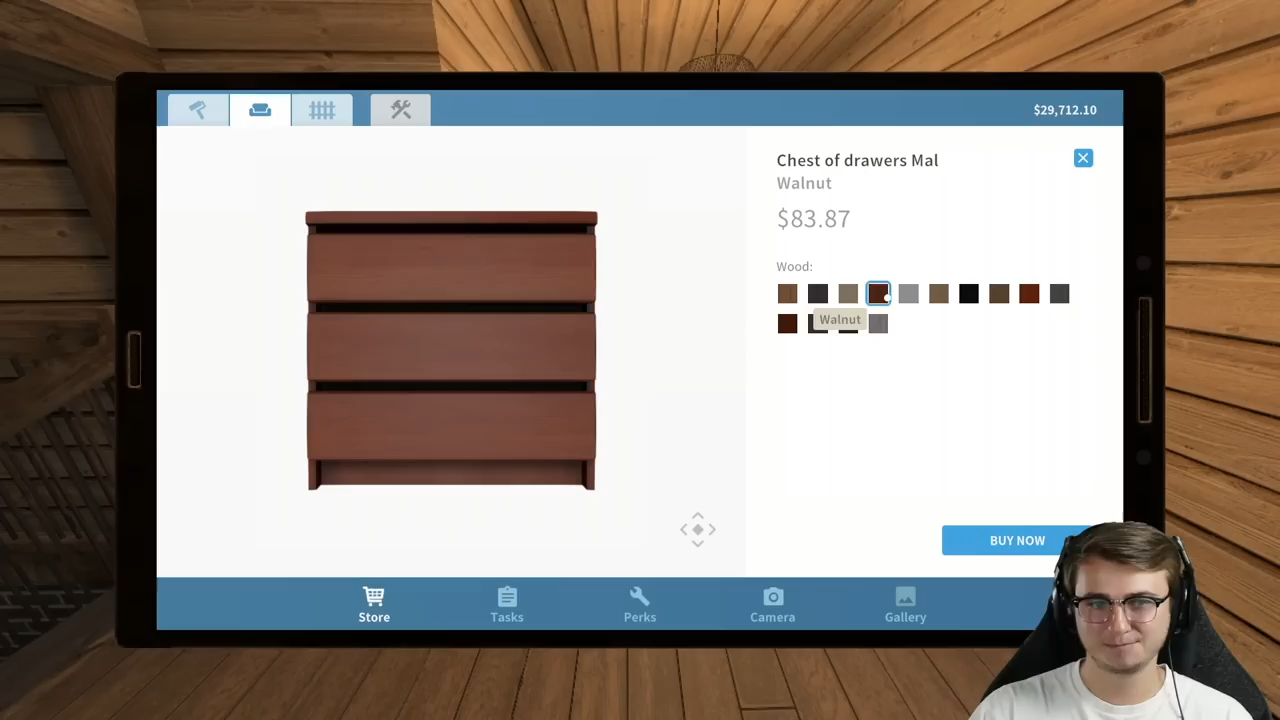 $29,712.10
Chest of drawers Mal
Walnut
$83.87
Wood:
Walnut
BUY NOW
Store
Tasks
Perks
Camera
Gallery